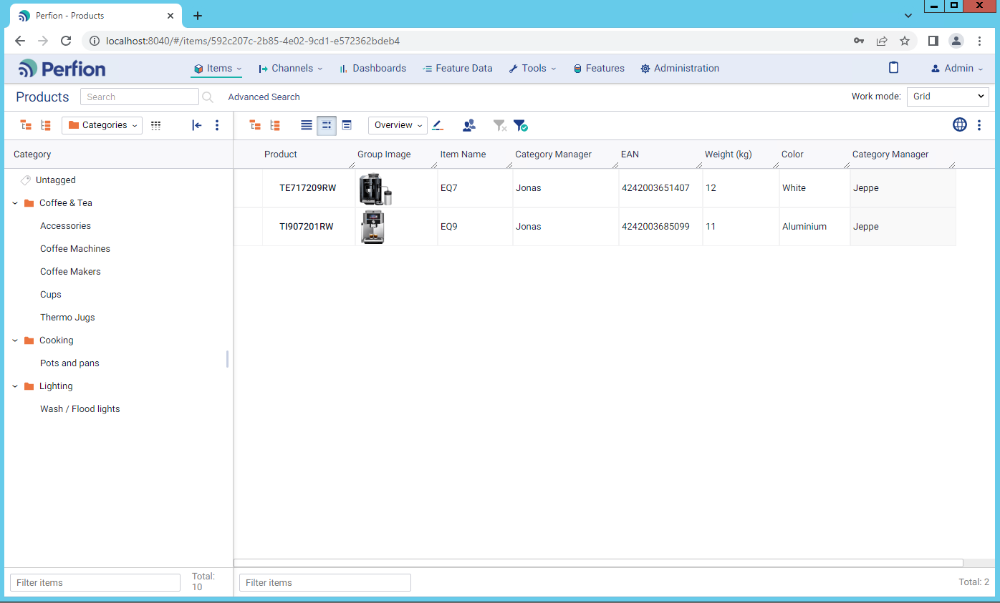 Perfion - Products
localhost:8040/#/items/592c207c-2b85-4e02-9cd1-e572362bdeb4
Perfion Items Channels Dashboards Feature Data Tools Features Administration Admin
Products Search Advanced Search Work mode: Grid
Categories Overview
Category
Untagged
Coffee & Tea
Accessories
Coffee Machines
Coffee Makers
Cups
Thermo Jugs
Cooking
Pots and pans
Lighting
Wash / Flood lights
Filter items Total: 10
Product Group Image Item Name Category Manager EAN Weight (kg) Color Category Manager
TE717209RW EQ7 Jonas 4242003651407 12 White Jeppe
TI907201RW EQ9 Jonas 4242003685099 11 Aluminium Jeppe
Filter items Total: 2